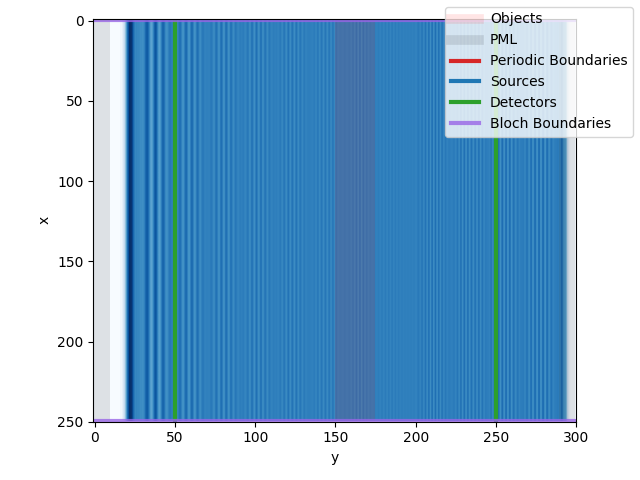 Objects
PML
Periodic Boundaries
Sources
Detectors
Bloch Boundaries
0
50
100
150
200
250
x
0 50 100 150 200 250 300
y